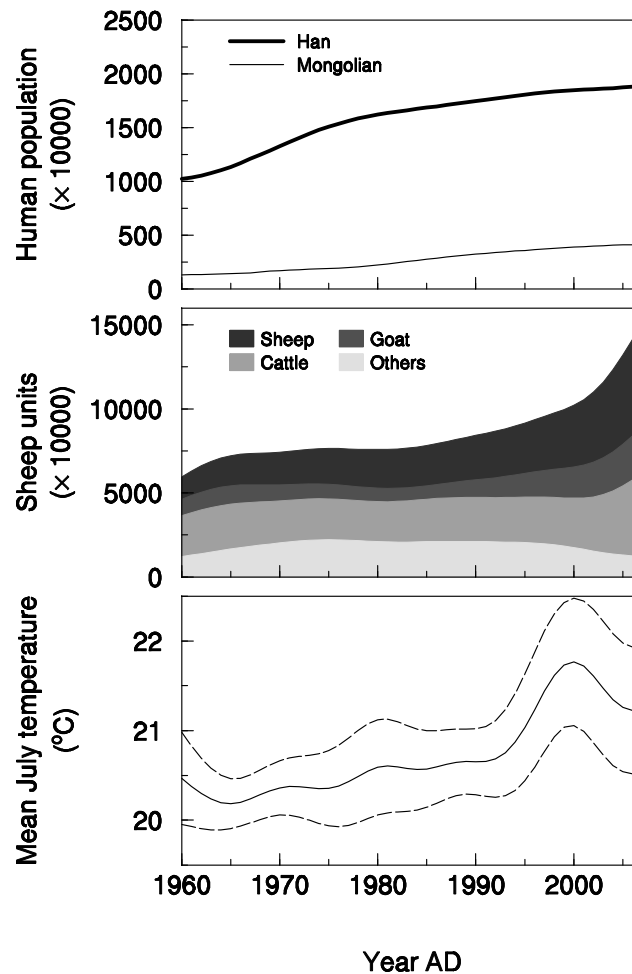 Human population
(× 10000)
2500
2000
1500
1000
500
0
Han
Mongolian
Sheep units
(× 10000)
15000
10000
5000
0
Sheep
Goat
Cattle
Others
Mean July temperature
(ºC)
22
21
20
1960
1970
1980
1990
2000
Year AD